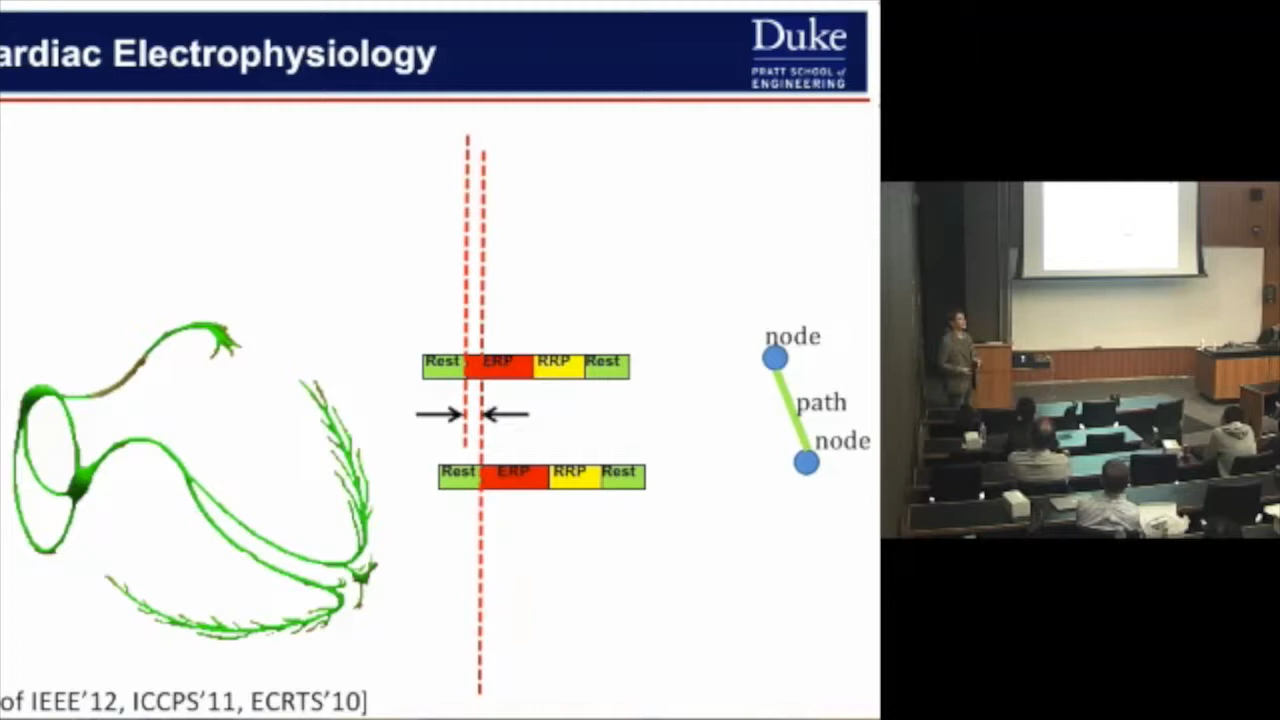 ardiac Electrophysiology
Duke
PRATT SCHOOL of
ENGINEERING
Rest ERP RRP Rest
Rest ERP RRP Rest
node
path
node
of IEEE'12, ICCPS'11, ECRTS'10]